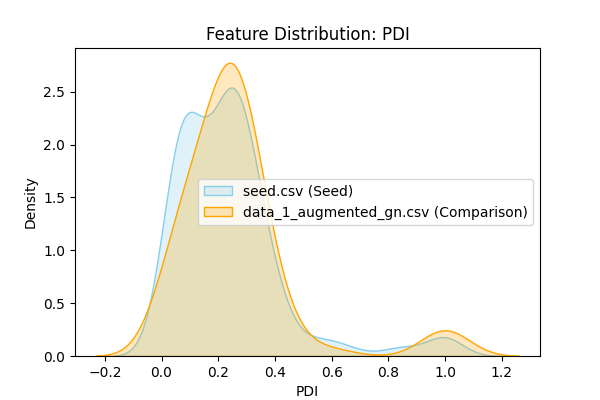 Feature Distribution: PDI
Density
2.5
2.0
1.5
1.0
0.5
0.0
seed.csv (Seed)
data_1_augmented_gn.csv (Comparison)
−0.2 0.0 0.2 0.4 0.6 0.8 1.0 1.2
PDI